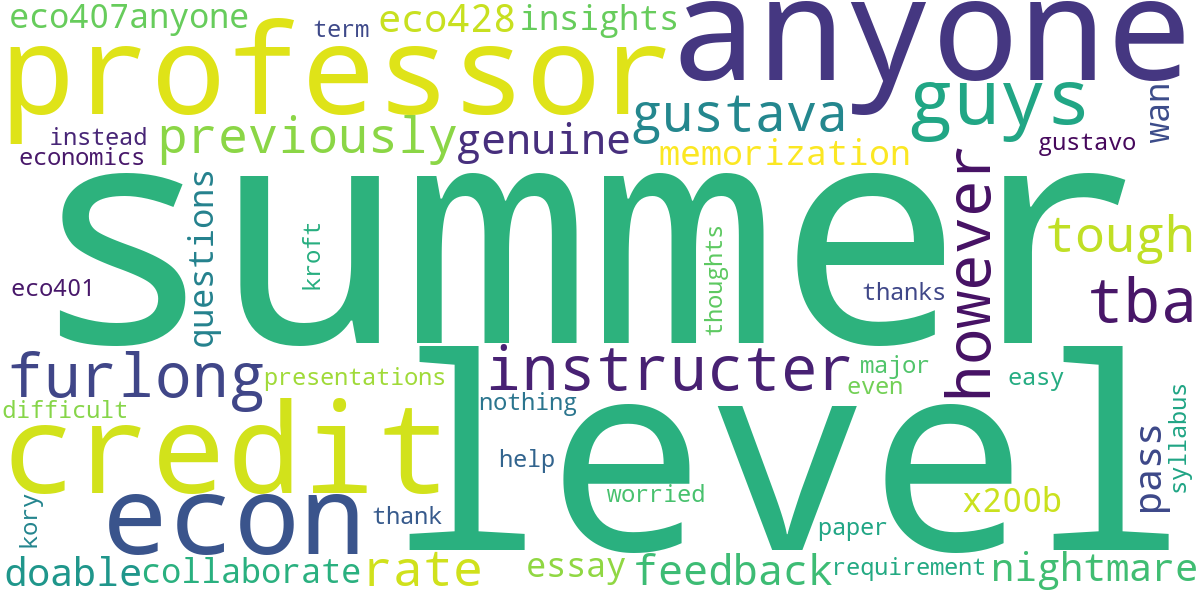 eco407anyone
term
eco428
insights
anyone
professor
guys
wan
gustava
previously
genuine
instead
economics
memorization
gustavo
summer
questions
kroft
thoughts
however
tough
eco401
thanks
tba
furlong
presentations
instructer
major
even
easy
level
difficult
credit
nothing
help
worried
pass
syllabus
econ
kory
thank
x200b
paper
doable
collaborate
rate
essay
feedback
requirement
nightmare